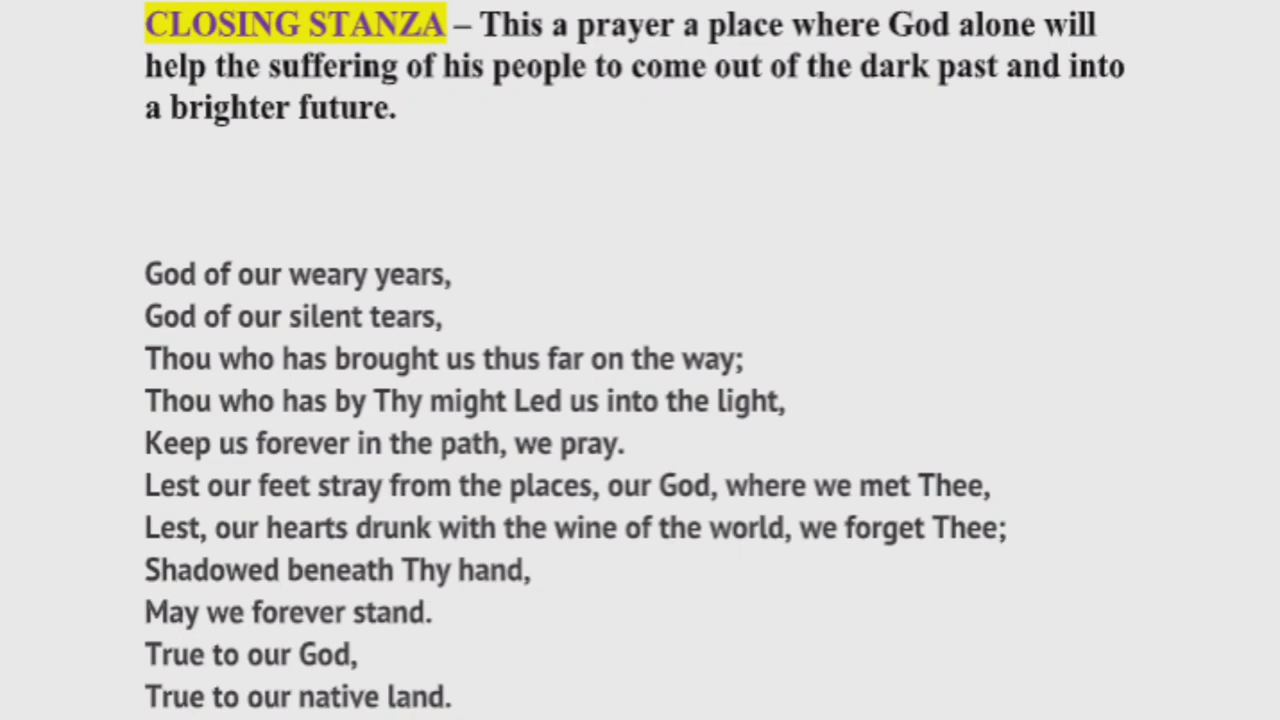 CLOSING STANZA – This a prayer a place where God alone will
help the suffering of his people to come out of the dark past and into
a brighter future.
God of our weary years,
God of our silent tears,
Thou who has brought us thus far on the way;
Thou who has by Thy might Led us into the light,
Keep us forever in the path, we pray.
Lest our feet stray from the places, our God, where we met Thee,
Lest, our hearts drunk with the wine of the world, we forget Thee;
Shadowed beneath Thy hand,
May we forever stand.
True to our God,
True to our native land.